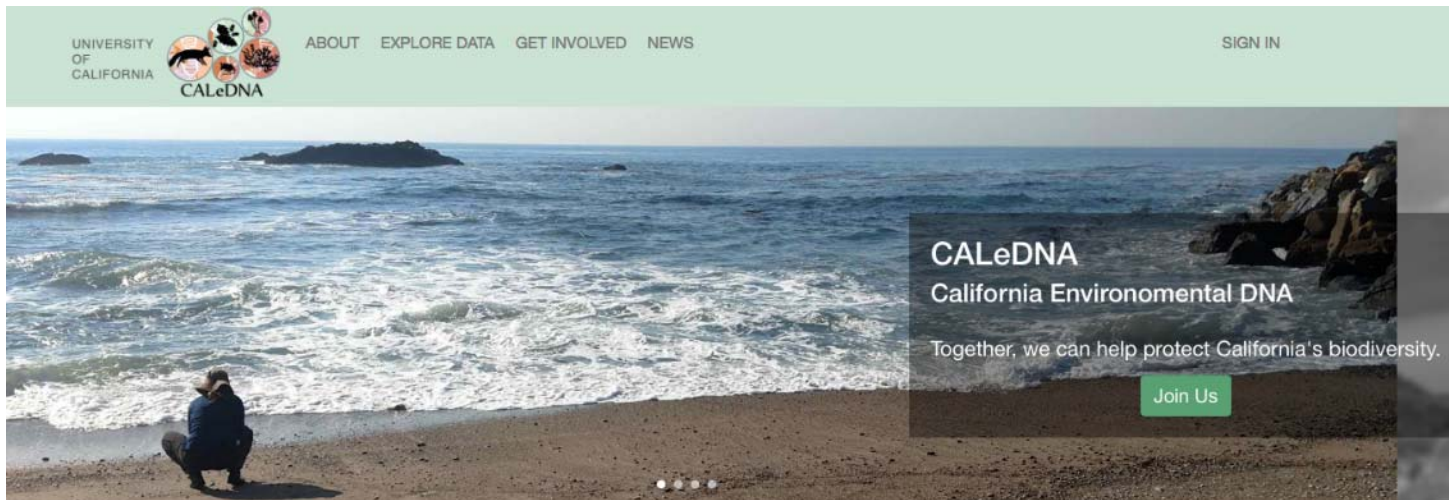 UNIVERSITY
OF
CALIFORNIA
CALeDNA
ABOUT EXPLORE DATA GET INVOLVED NEWS
SIGN IN
CALeDNA
California Environomental DNA
Together, we can help protect California's biodiversity.
Join Us